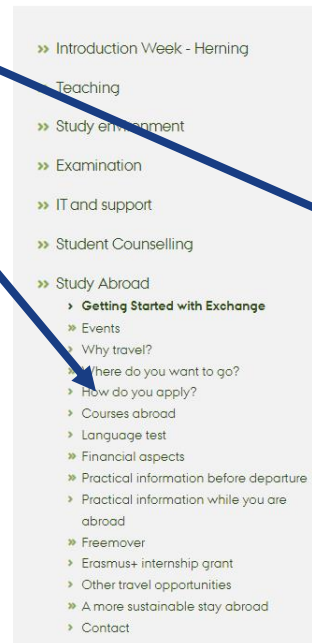 » Introduction Week - Herning
» Teaching
» Study environment
» Examination
» IT and support
» Student Counselling
» Study Abroad
› Getting Started with Exchange
» Events
› Why travel?
» Where do you want to go?
› How do you apply?
› Courses abroad
› Language test
» Financial aspects
» Practical information before departure
› Practical information while you are
abroad
» Freemover
› Erasmus+ internship grant
› Other travel opportunities
» A more sustainable stay abroad
› Contact